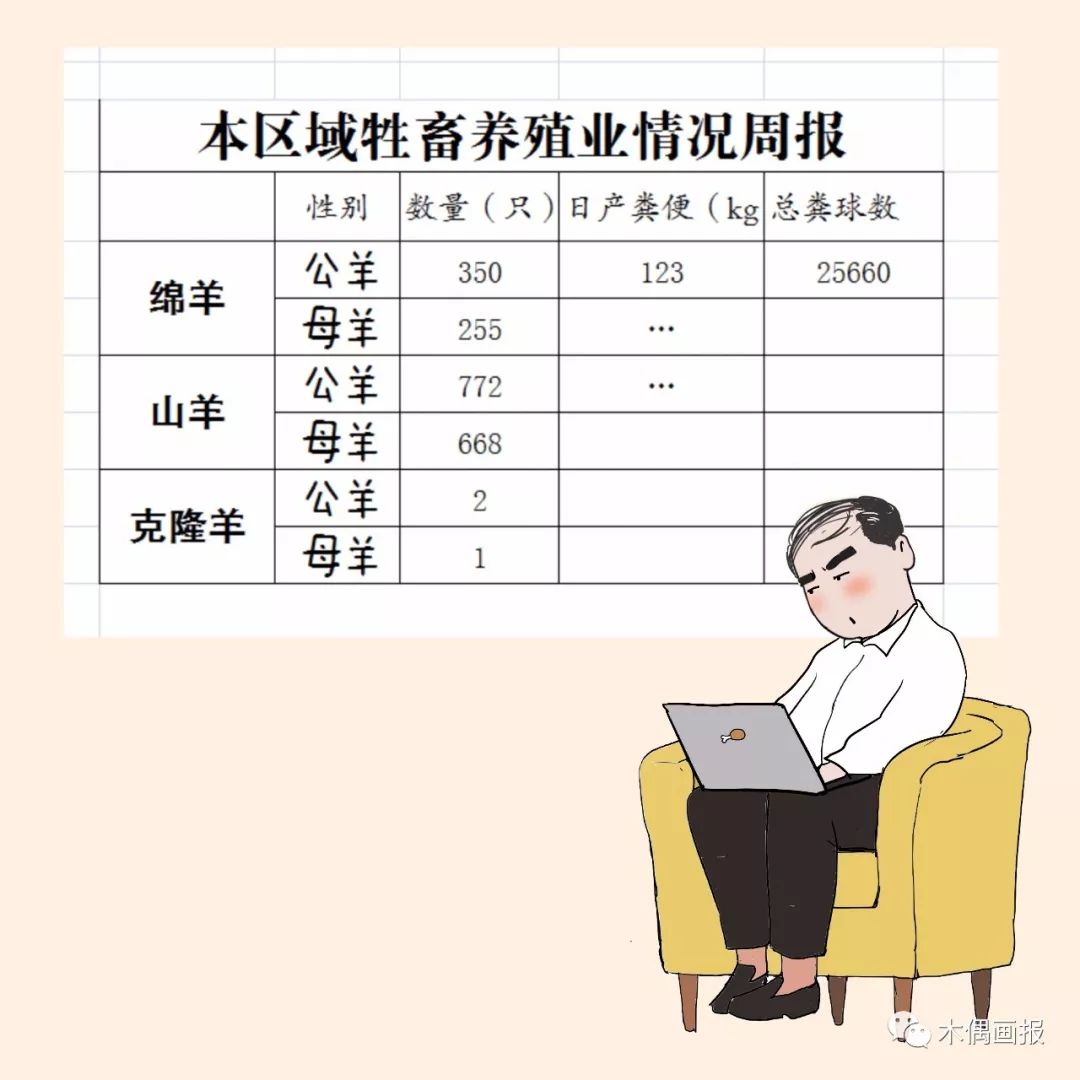 本区域牲畜养殖业情况周报
性别 数量（只） 日产粪便（kg 总粪球数
绵羊 公羊 350 123 25660
母羊 255 …
山羊 公羊 772 …
母羊 668
克隆羊 公羊 2
母羊 1
木偶画报